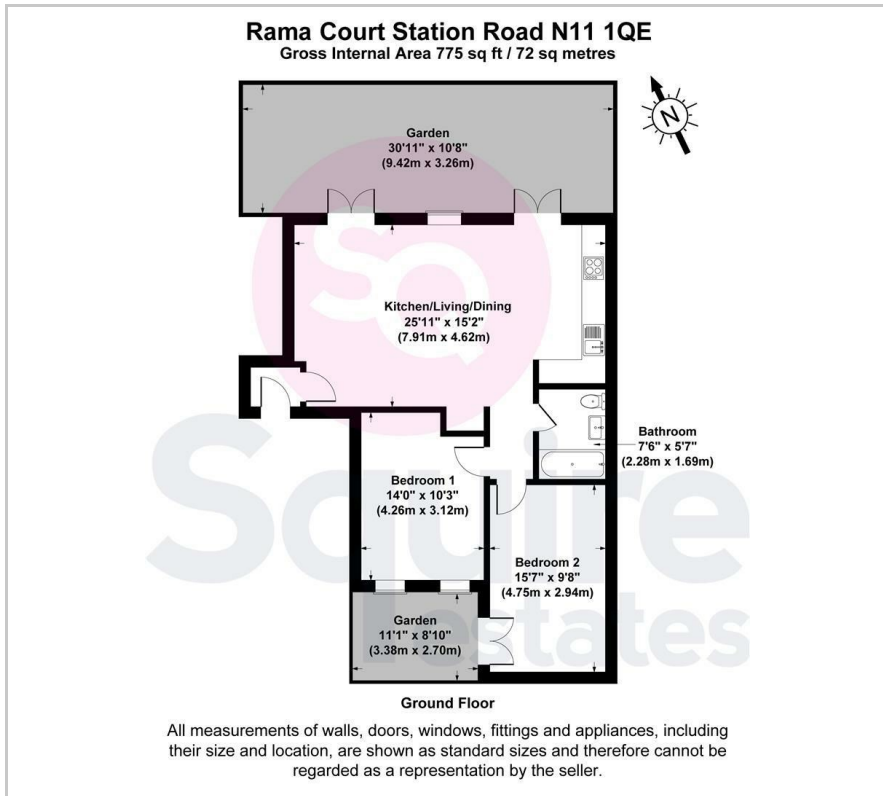 Rama Court Station Road N11 1QE
Gross Internal Area 775 sq ft / 72 sq metres
N
Garden
30'11" x 10'8"
(9.42m x 3.26m)
SQ
Kitchen/Living/Dining
25'11" x 15'2"
(7.91m x 4.62m)
Bathroom
7'6" x 5'7"
(2.28m x 1.69m)
Squire
estates
Bedroom 1
14'0" x 10'3"
(4.26m x 3.12m)
Bedroom 2
15'7" x 9'8"
(4.75m x 2.94m)
Garden
11'1" x 8'10"
(3.38m x 2.70m)
Ground Floor
All measurements of walls, doors, windows, fittings and appliances, including
their size and location, are shown as standard sizes and therefore cannot be
regarded as a representation by the seller.